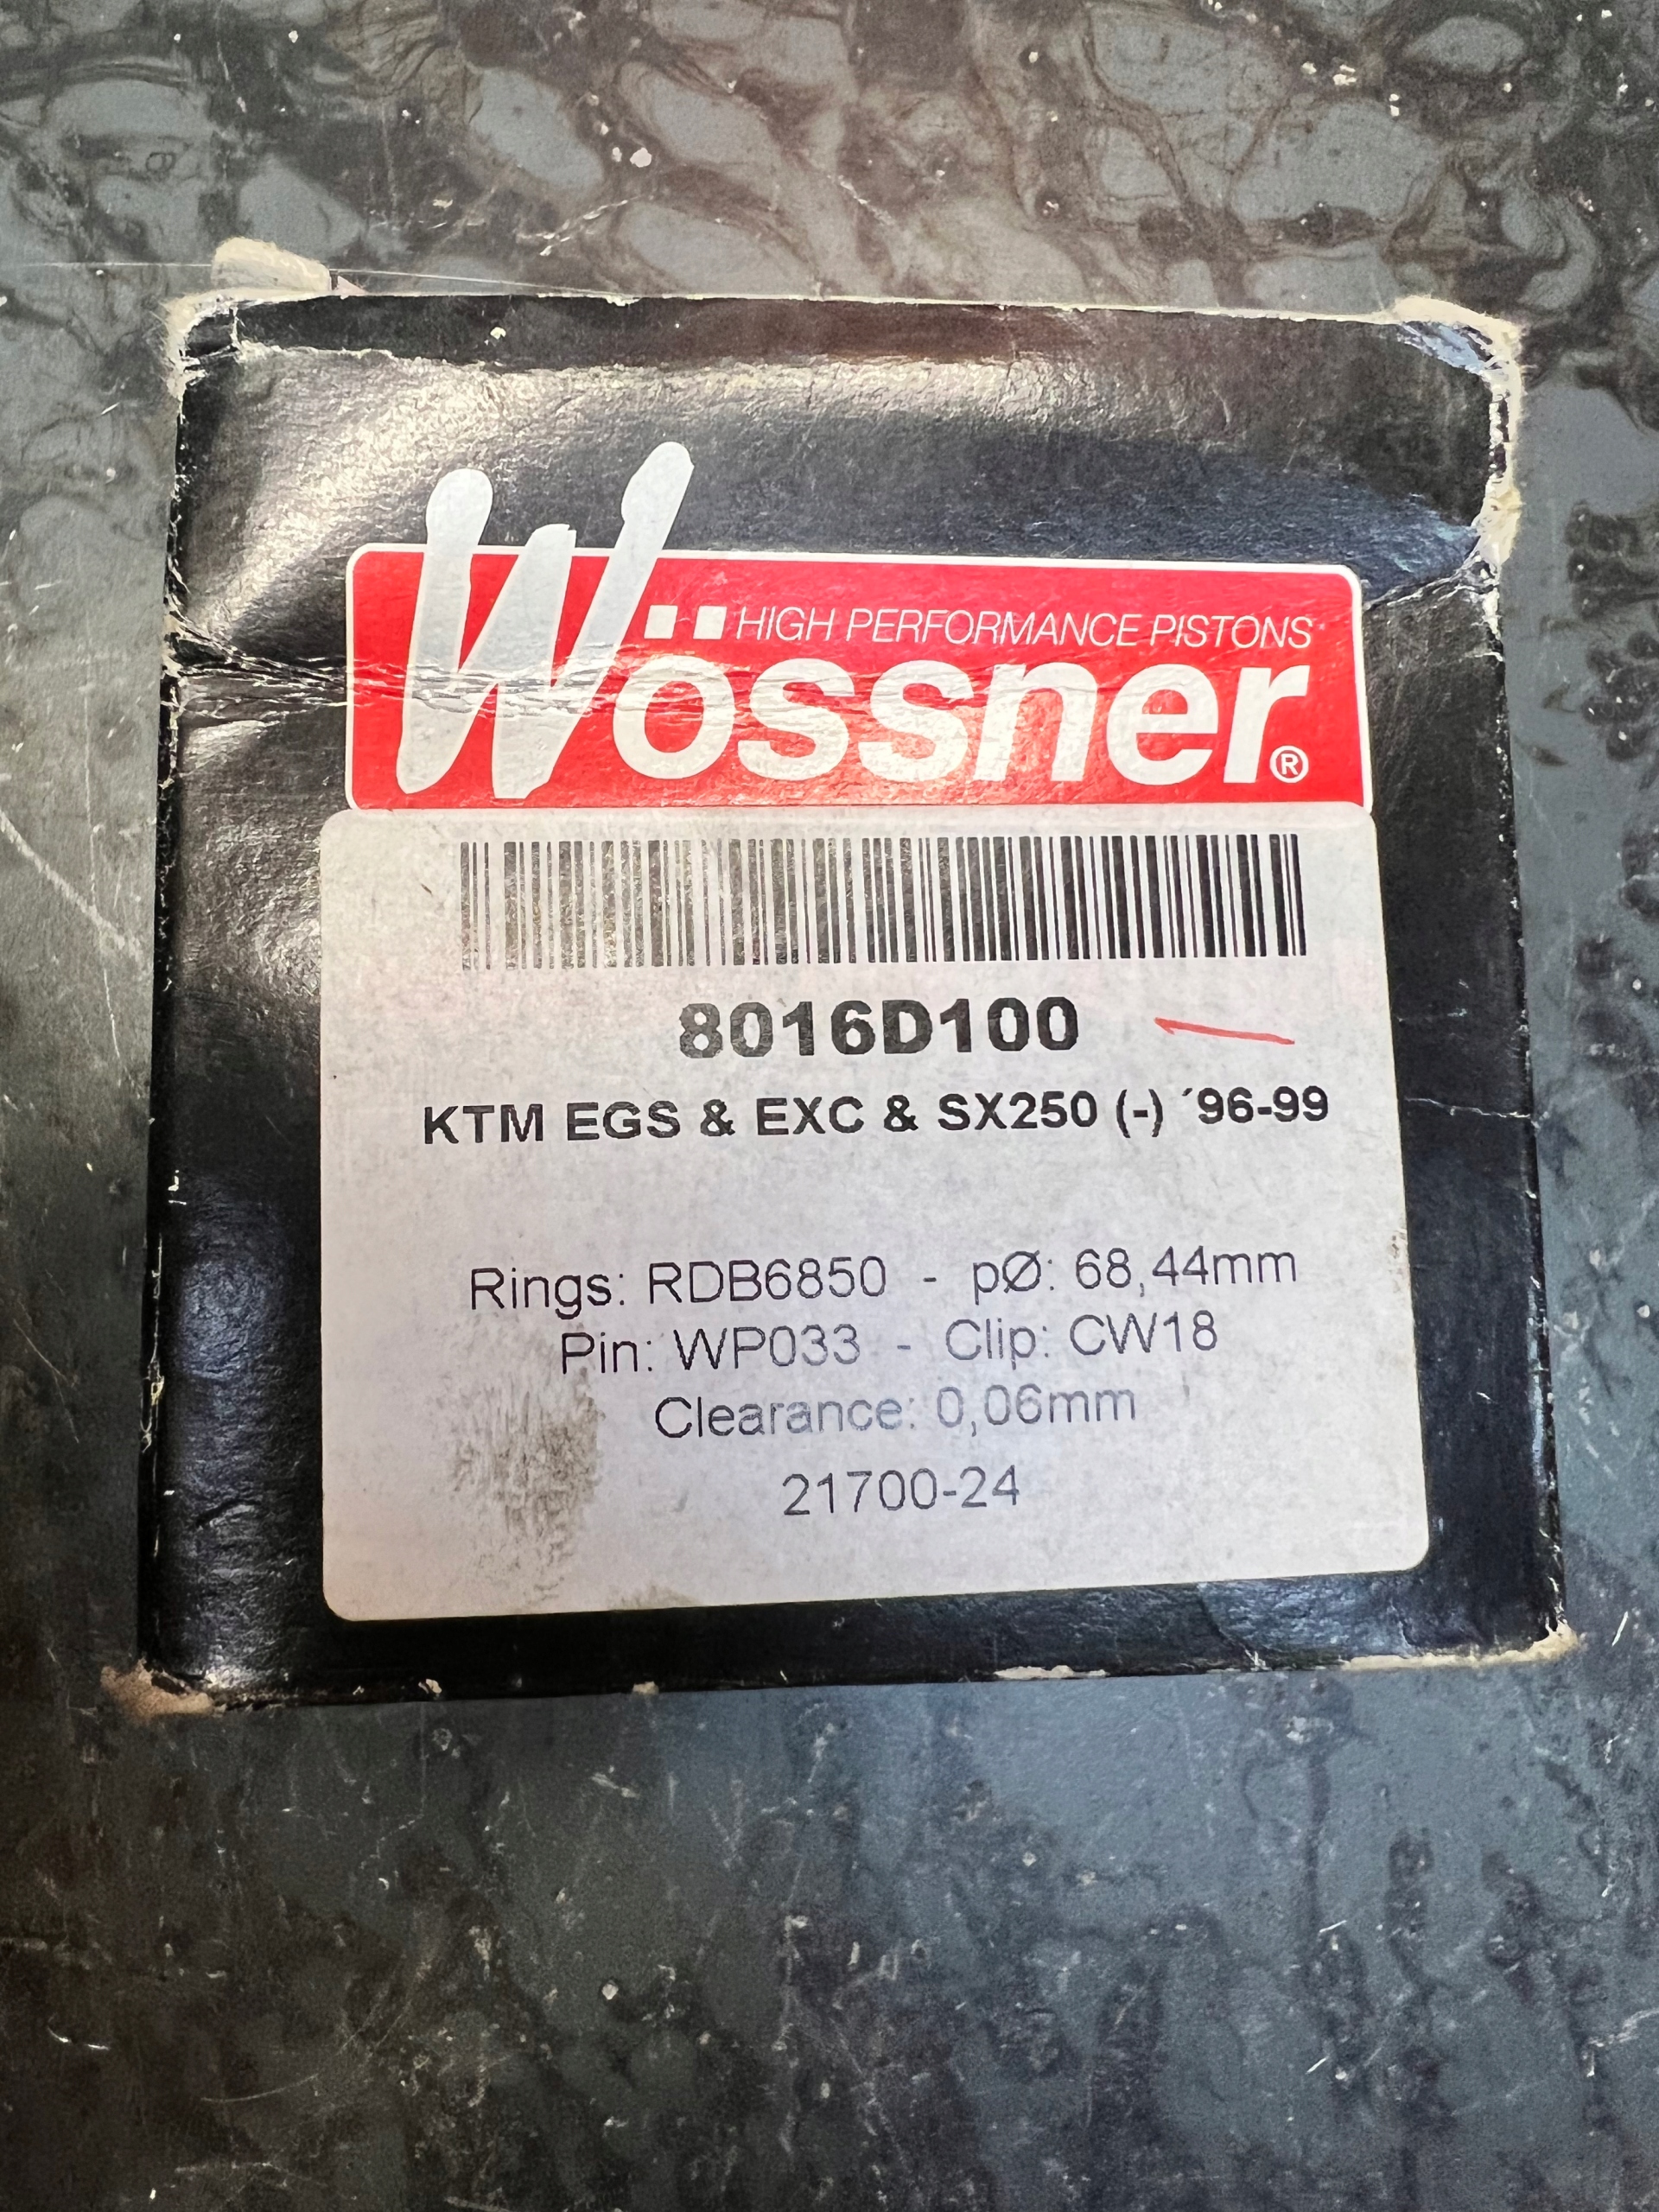 HIGH PERFORMANCE PISTONS
Wössner®
8016D100
KTM EGS & EXC & SX250 (-) ´96-99
Rings: RDB6850 - pØ: 68,44mm
Pin: WP033 - Clip: CW18
Clearance: 0,06mm
21700-24